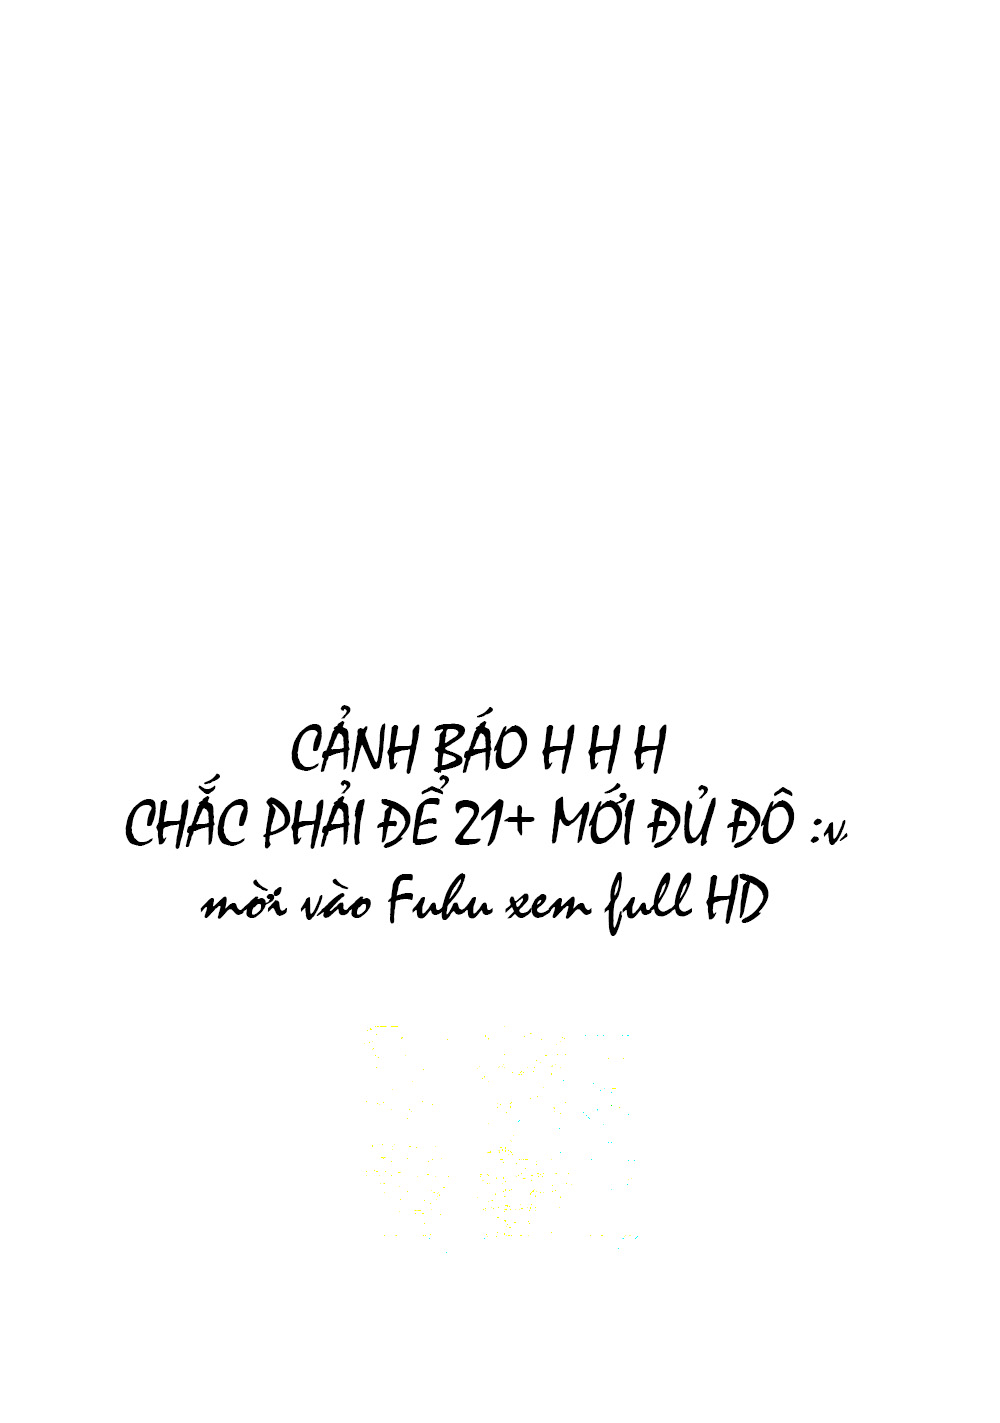 CẢNH BÁO H H H
CHẮC PHẢI ĐỂ 21+ MỚI ĐỦ ĐÔ :v
mời vào Fuhu xem full HD